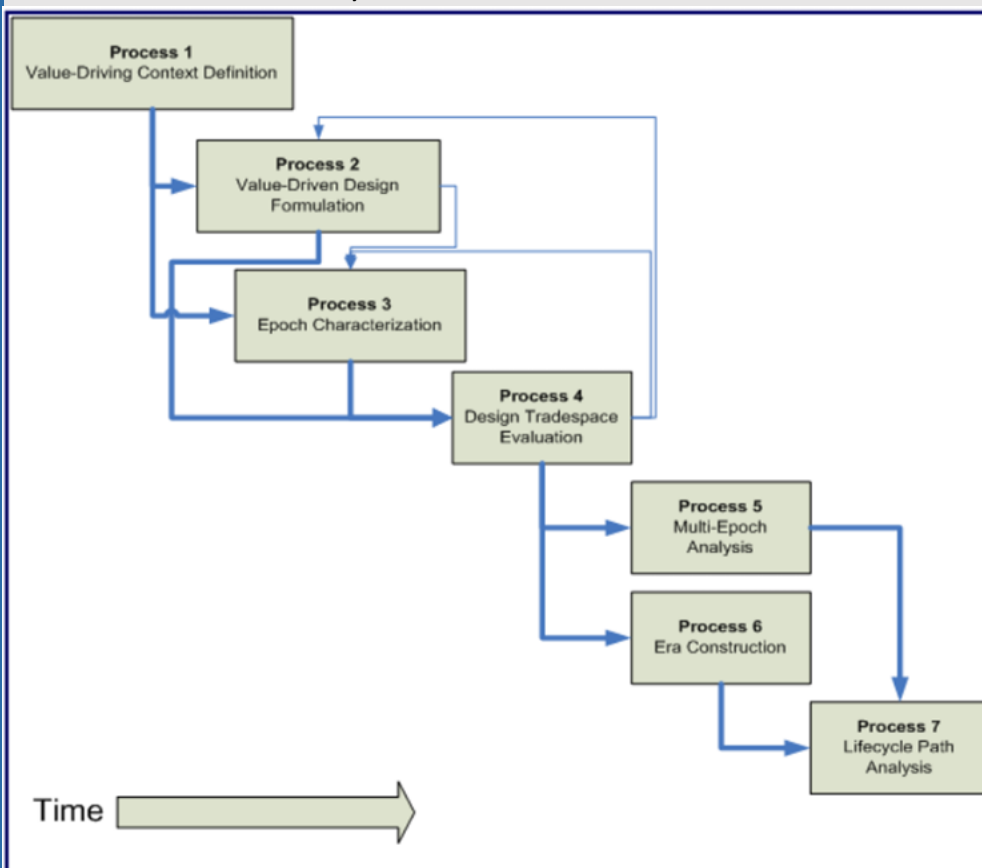 Process 1
Value-Driving Context Definition
Process 2
Value-Driven Design
Formulation
Process 3
Epoch Characterization
Process 4
Design Tradespace
Evaluation
Process 5
Multi-Epoch
Analysis
Process 6
Era Construction
Process 7
Lifecycle Path
Analysis
Time